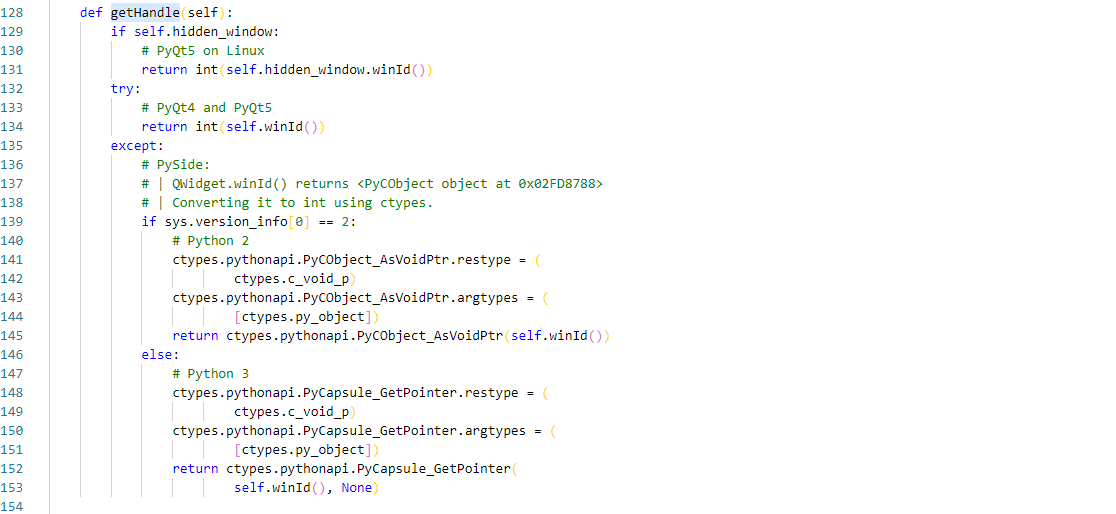 128 def getHandle(self):
129 if self.hidden_window:
130 # PyQt5 on Linux
131 return int(self.hidden_window.winId())
132 try:
133 # PyQt4 and PyQt5
134 return int(self.winId())
135 except:
136 # PySide:
137 # | QWidget.winId() returns <PyCObject object at 0x02FD8788>
138 # | Converting it to int using ctypes.
139 if sys.version_info[0] == 2:
140 # Python 2
141 ctypes.pythonapi.PyCObject_AsVoidPtr.restype = (
142 ctypes.c_void_p)
143 ctypes.pythonapi.PyCObject_AsVoidPtr.argtypes = (
144 [ctypes.py_object])
145 return ctypes.pythonapi.PyCObject_AsVoidPtr(self.winId())
146 else:
147 # Python 3
148 ctypes.pythonapi.PyCapsule_GetPointer.restype = (
149 ctypes.c_void_p)
150 ctypes.pythonapi.PyCapsule_GetPointer.argtypes = (
151 [ctypes.py_object])
152 return ctypes.pythonapi.PyCapsule_GetPointer(
153 self.winId(), None)
154